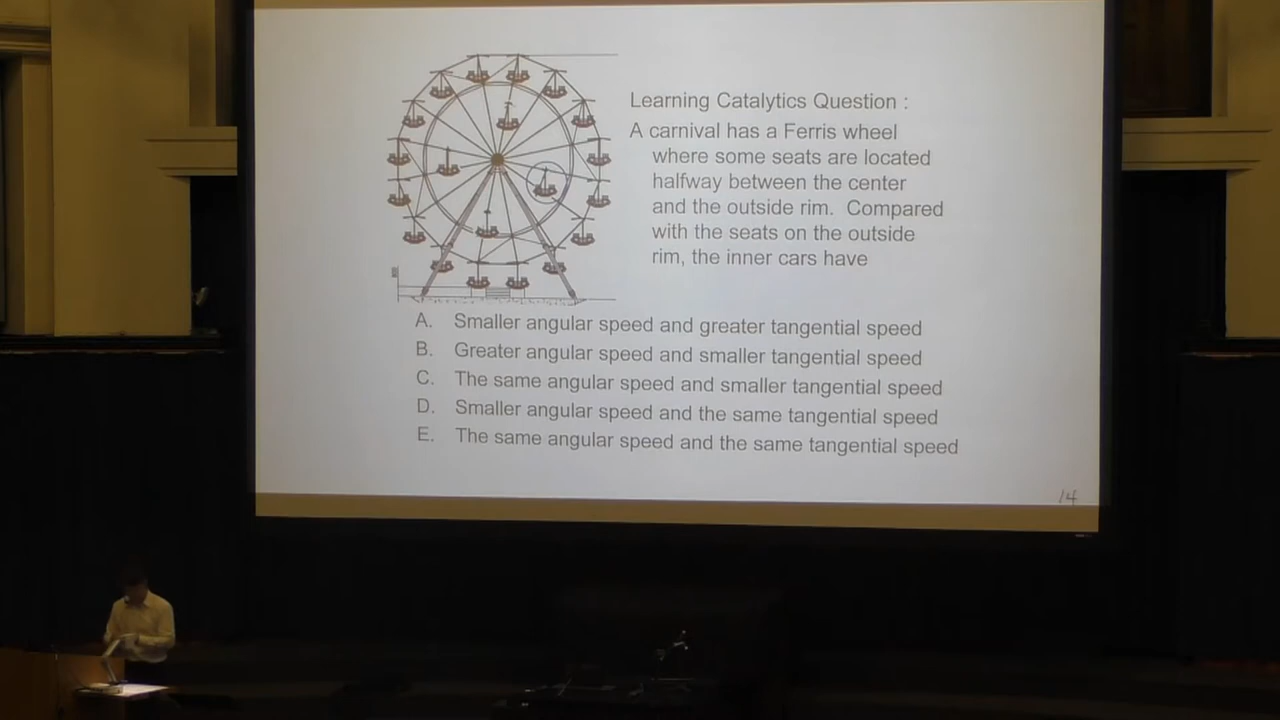 Learning Catalytics Question :
A carnival has a Ferris wheel
where some seats are located
halfway between the center
and the outside rim. Compared
with the seats on the outside
rim, the inner cars have
A. Smaller angular speed and greater tangential speed
B. Greater angular speed and smaller tangential speed
C. The same angular speed and smaller tangential speed
D. Smaller angular speed and the same tangential speed
E. The same angular speed and the same tangential speed
14